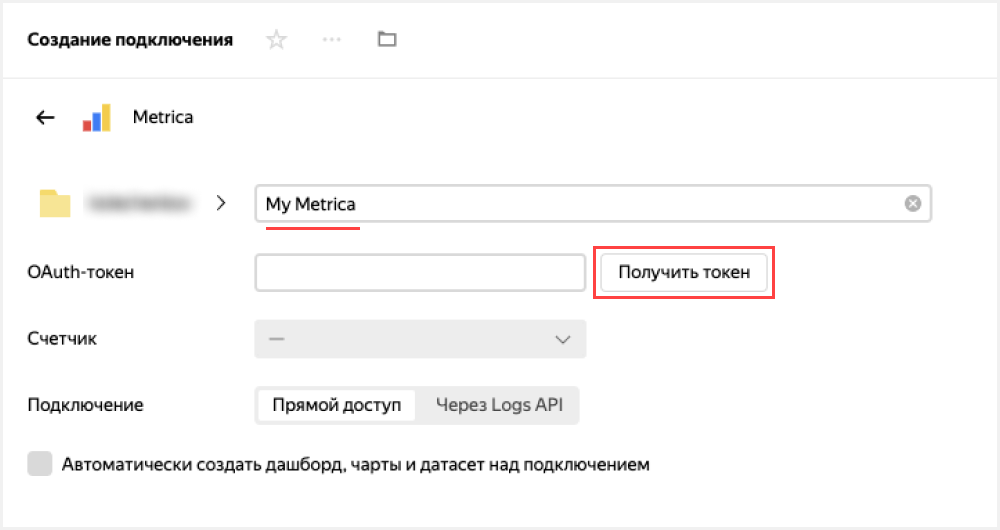 Создание подключения
Metrica
My Metrica
OAuth-токен
Получить токен
Счетчик
—
Подключение
Прямой доступ
Через Logs API
Автоматически создать дашборд, чарты и датасет над подключением